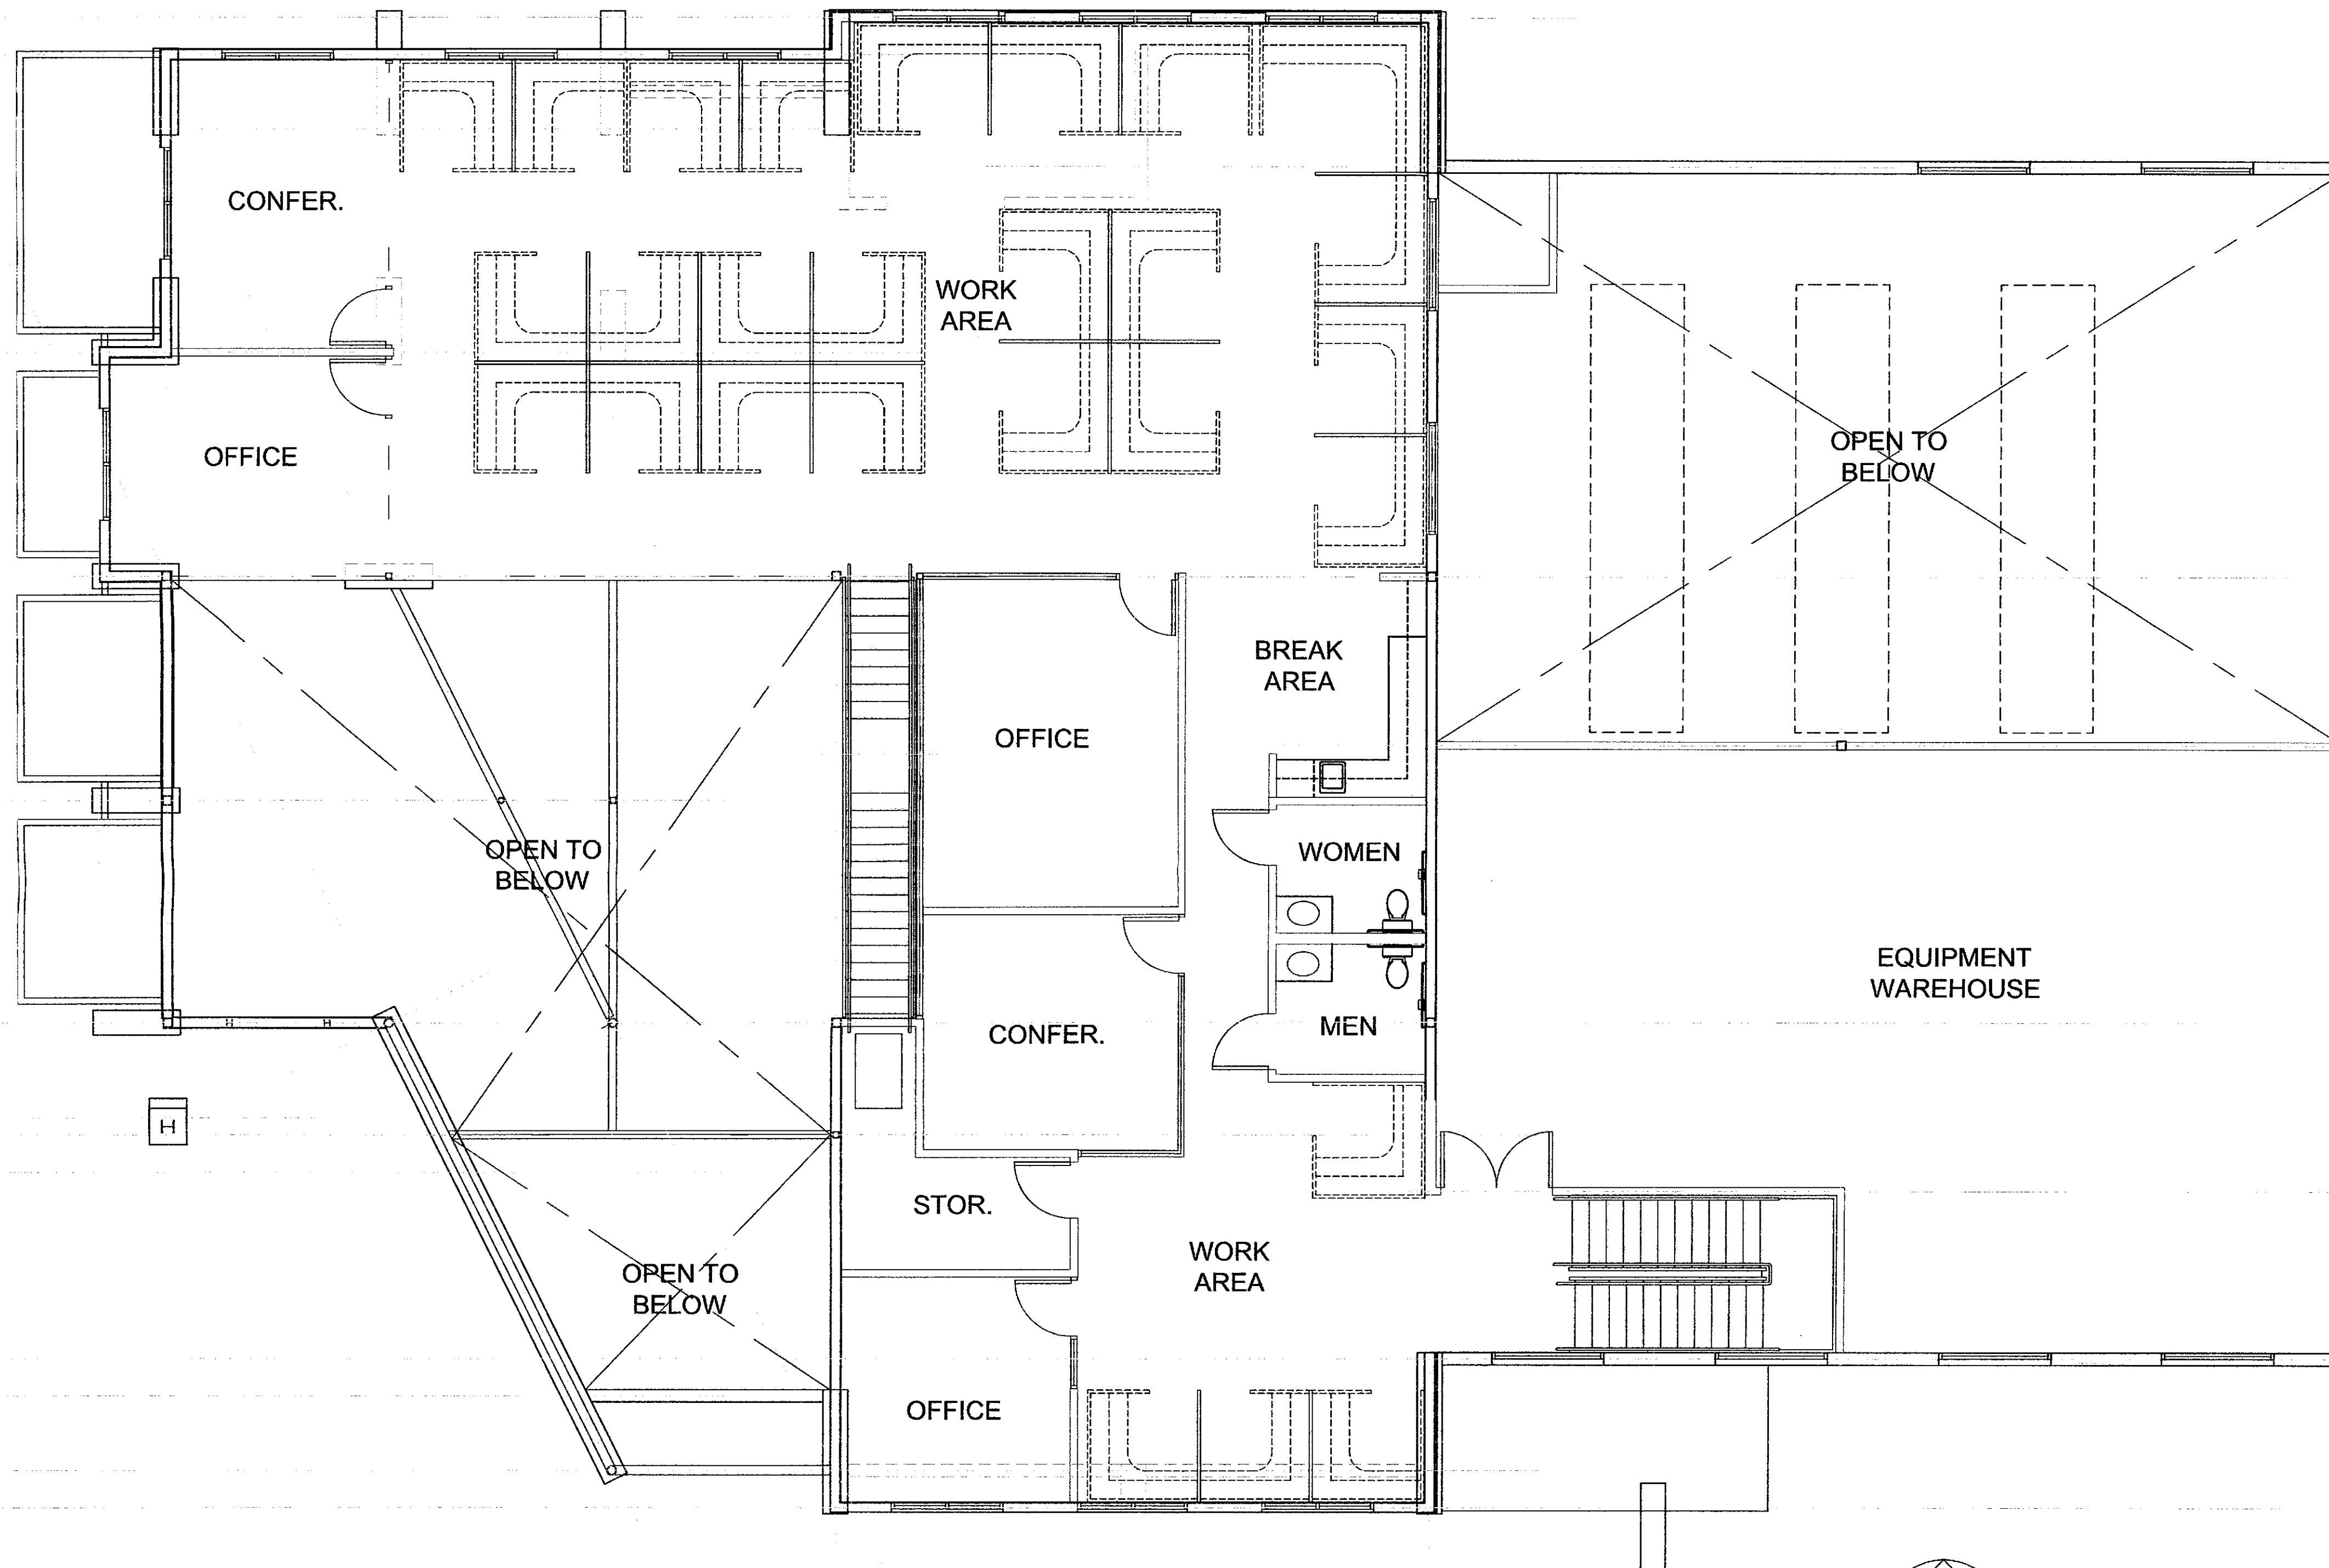 CONFER.
WORK
AREA
OFFICE
OPEN TO
BELOW
BREAK
AREA
OFFICE
WOMEN
OPEN TO
BELOW
EQUIPMENT
WAREHOUSE
MEN
CONFER.
H
H
H
STOR.
WORK
AREA
OPEN TO
BELOW
OFFICE